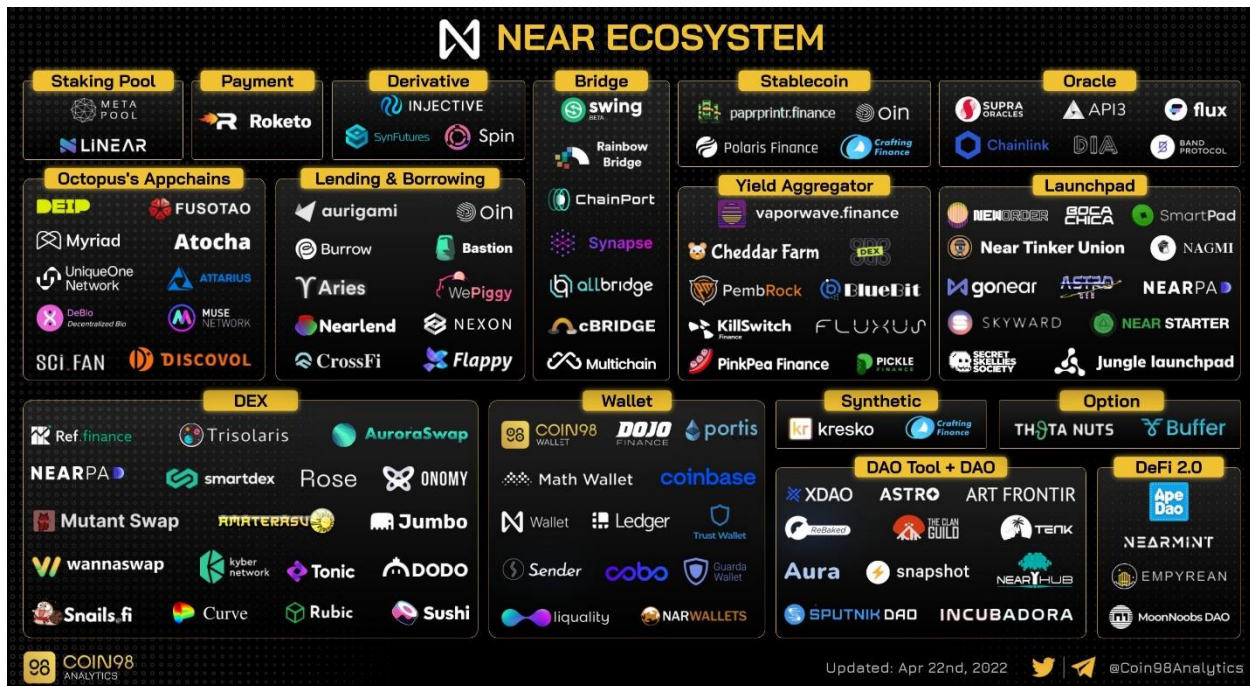 NEAR ECOSYSTEM
Staking Pool
META
POOL
LiNEAR
Payment
Roketo
Derivative
INJECTIVE
SynFutures
Spin
Bridge
swing
BETA
Rainbow
Bridge
ChainPort
Synapse
allbridge
cBRIDGE
Multichain
Stablecoin
paprprintr.finance
oin
Polaris Finance
Crafting
Finance
Oracle
SUPRA
ORACLES
API3
flux
Chainlink
DIA
BAND
PROTOCOL
Octopus's Appchains
DEIP
FUSOTAO
Myriad
Atocha
UniqueOne
Network
ATTARIUS
DeBio
Decentralized Bio
MUSE
NETWORK
SCI.FAN
DISCOVOL
Lending & Borrowing
aurigami
oin
Burrow
Bastion
Aries
WePiggy
Nearlend
NEXON
CrossFi
Flappy
Yield Aggregator
vaporwave.finance
Cheddar Farm
DEX
PembRock
BlueBit
KillSwitch
Finance
FLUXUS
PinkPea Finance
PICKLE
FINANCE
Launchpad
NEWORDER
BOCA
CHICA
SmartPad
Near Tinker Union
NAGMI
gonear
ASTRO
NEARPAD
SKYWARD
NEAR STARTER
SECRET
SKELLIES
SOCIETY
Jungle launchpad
DEX
Ref.finance
Trisolaris
AuroraSwap
NEARPAD
smartdex
Rose
ONOMY
Mutant Swap
AMATERASU
Jumbo
wannaswap
kyber
network
Tonic
DODO
Snails.fi
Curve
Rubic
Sushi
Wallet
98
COIN98
WALLET
DOJO
FINANCE
portis
Math Wallet
coinbase
Wallet
Ledger
Trust Wallet
Sender
cobo
Guarda
Wallet
liquality
NARWALLETS
Synthetic
kr
kresko
Crafting
Finance
Option
THETA NUTS
Buffer
DAO Tool + DAO
XDAO
ASTRO
ART FRONTIR
ReBaked
THE CLAN
GUILD
TENK
Aura
snapshot
NEARHUB
SPUTNIK DAO
INCUBADORA
DeFi 2.0
Ape
Dao
NEARMINT
EMPYREAN
MoonNoobs DAO
98
COIN98
ANALYTICS
Updated: Apr 22nd, 2022
@Coin98Analytics